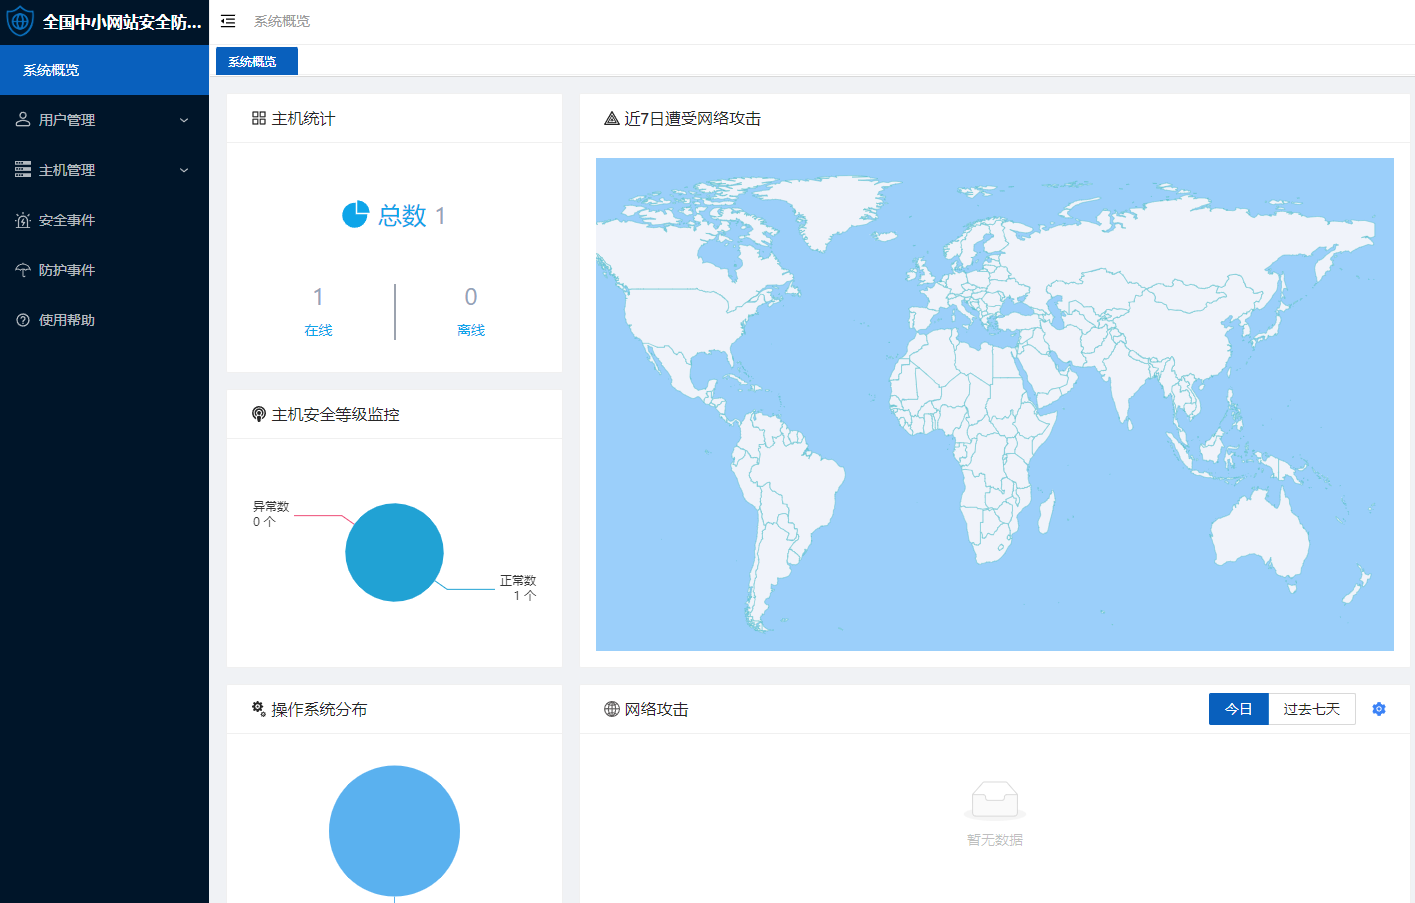 全国中小网站安全防...
系统概览
系统概览
系统概览
用户管理
主机管理
安全事件
防护事件
使用帮助
主机统计
总数 1
1
在线
0
离线
近7日遭受网络攻击
主机安全等级监控
异常数
0 个
正常数
1 个
操作系统分布
网络攻击
今日
过去七天
暂无数据